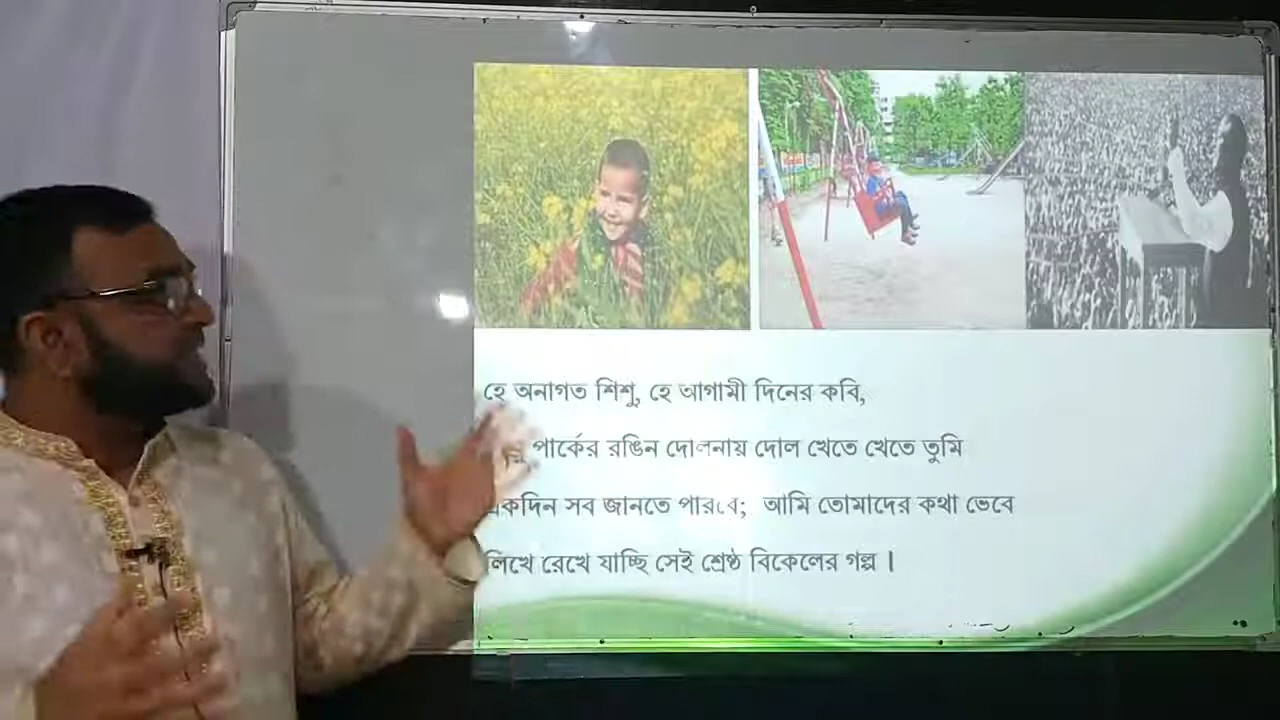 হে অনাগত শিশু, হে আগামী দিনের কবি,
পার্কের রঙিন দোলনায় দোল খেতে খেতে তুমি
একদিন সব জানতে পারবে; আমি তোমাদের কথা ভেবে
লিখে রেখে যাচ্ছি সেই শ্রেষ্ঠ বিকেলের গল্প ।